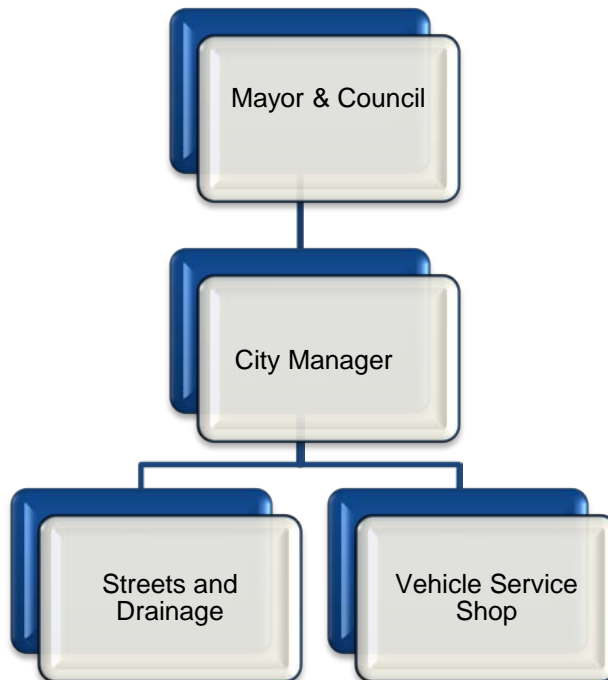 Mayor & Council
City Manager
Streets and
Drainage
Vehicle Service
Shop